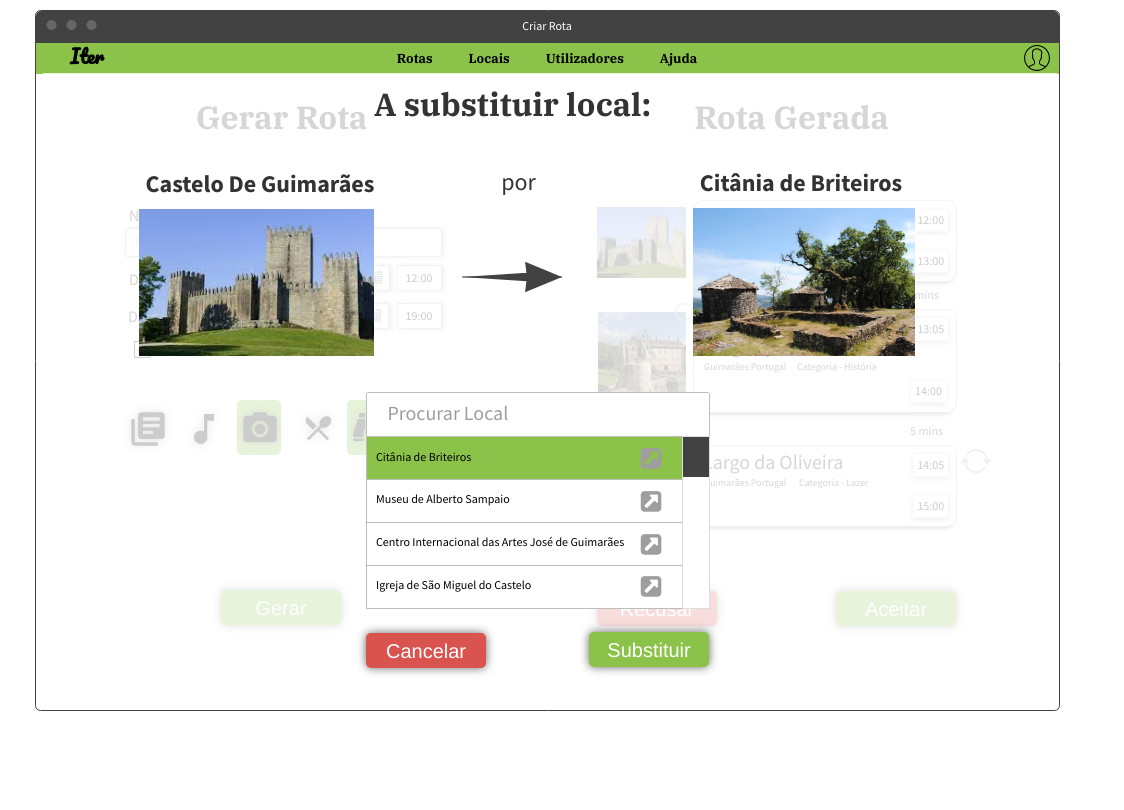 Criar Rota
Iter
Rotas Locais Utilizadores Ajuda
Gerar Rota A substituir local: Rota Gerada
Castelo De Guimarães por Citânia de Briteiros
N
12:00
D
12:00
13:00
mins
D
19:00
13:05
Guimarães Portugal Categoria - História
14:00
Procurar Local
5 mins
Citânia de Briteiros
Largo da Oliveira
14:05
Guimarães Portugal Categoria - Lazer
Museu de Alberto Sampaio
15:00
Centro Internacional das Artes José de Guimarães
Igreja de São Miguel do Castelo
Gerar Recusar Aceitar
Cancelar Substituir